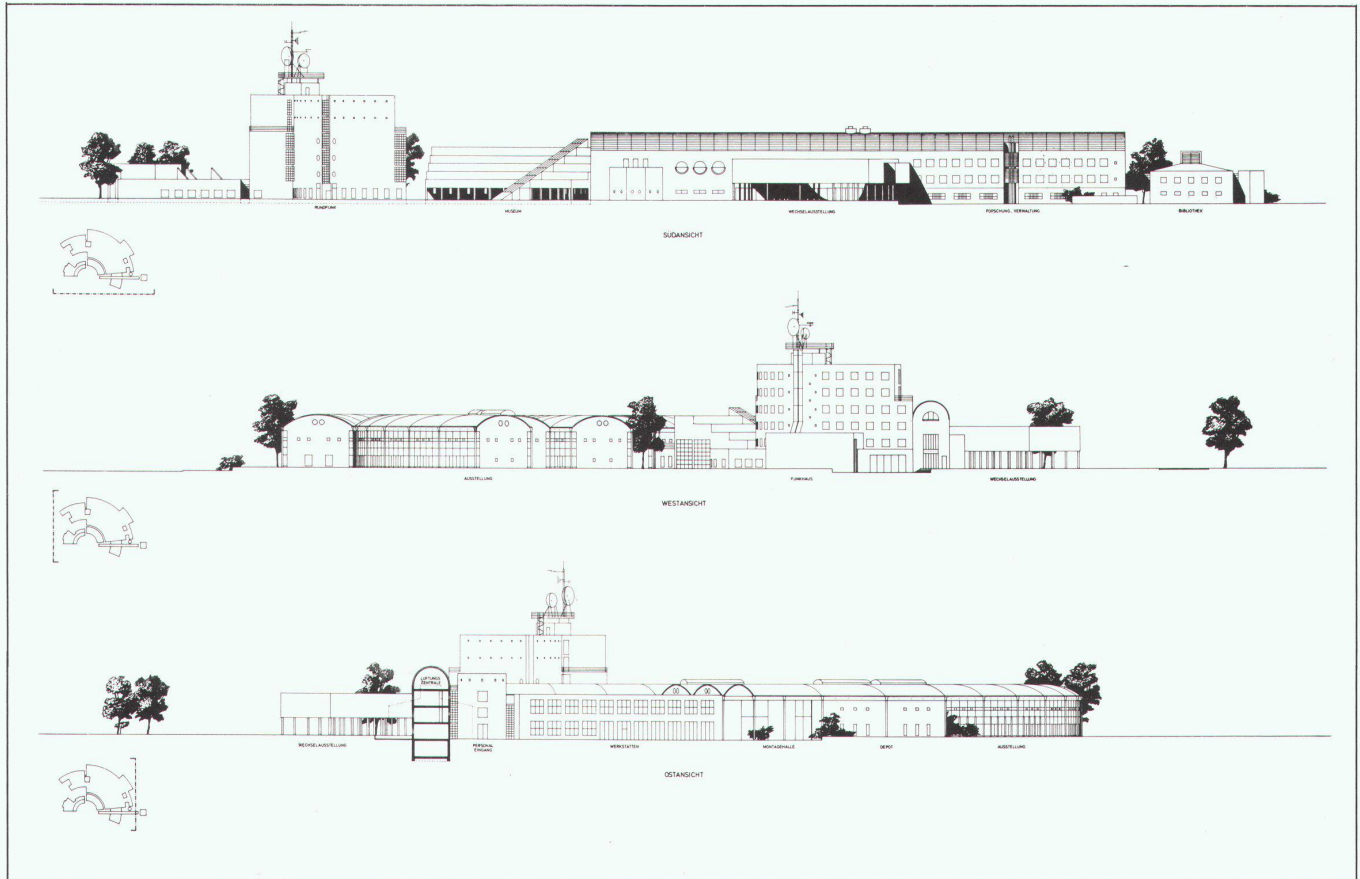 RUNDFUNK
MUSEUM
WECHSELAUSSTELLUNG
FORSCHUNG - VERWALTUNG
BIBLIOTHEK
SÜDANSICHT
AUSSTELLUNG
FUNKHAUS
WECHSELAUSSTELLUNG
WESTANSICHT
LÜFTUNGS
ZENTRALE
WECHSELAUSSTELLUNG
PERSONAL
EINGANG
WERKSTÄTTEN
MONTAGEHALLE
DEPOT
AUSSTELLUNG
OSTANSICHT